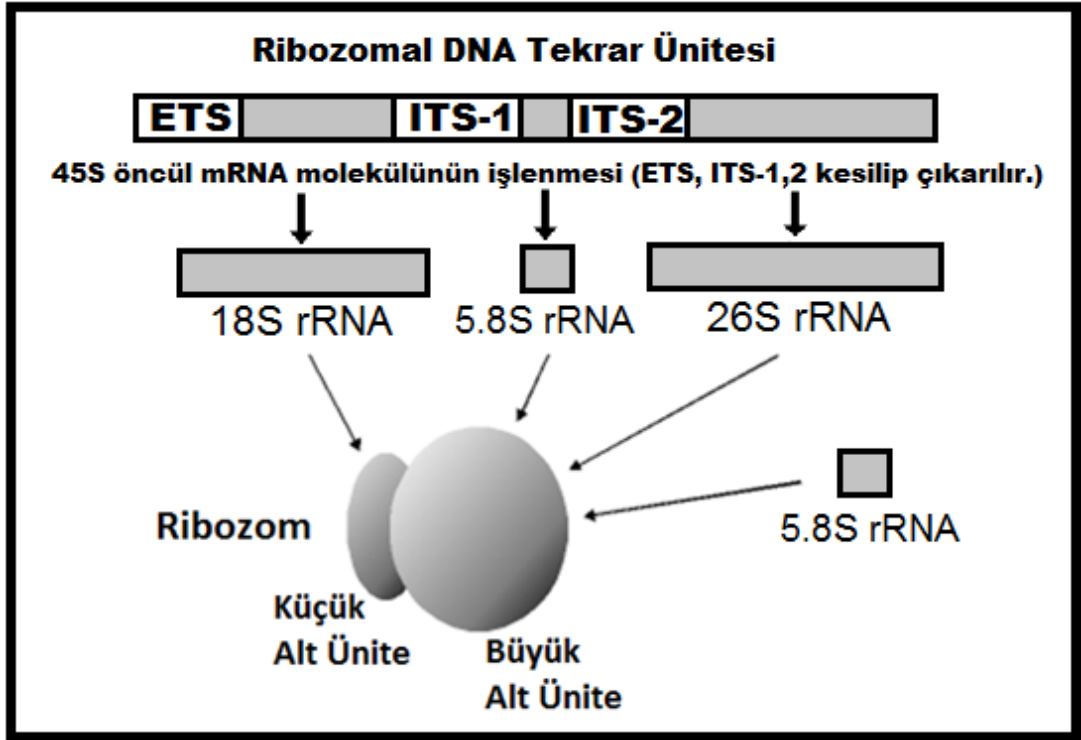 Ribozomal DNA Tekrar Ünitesi
ETS ITS-1 ITS-2
45S öncül mRNA molekülünün işlenmesi (ETS, ITS-1,2 kesilip çıkarılır.)
18S rRNA 5.8S rRNA 26S rRNA
5.8S rRNA
Ribozom
Küçük
Alt Ünite
Büyük
Alt Ünite